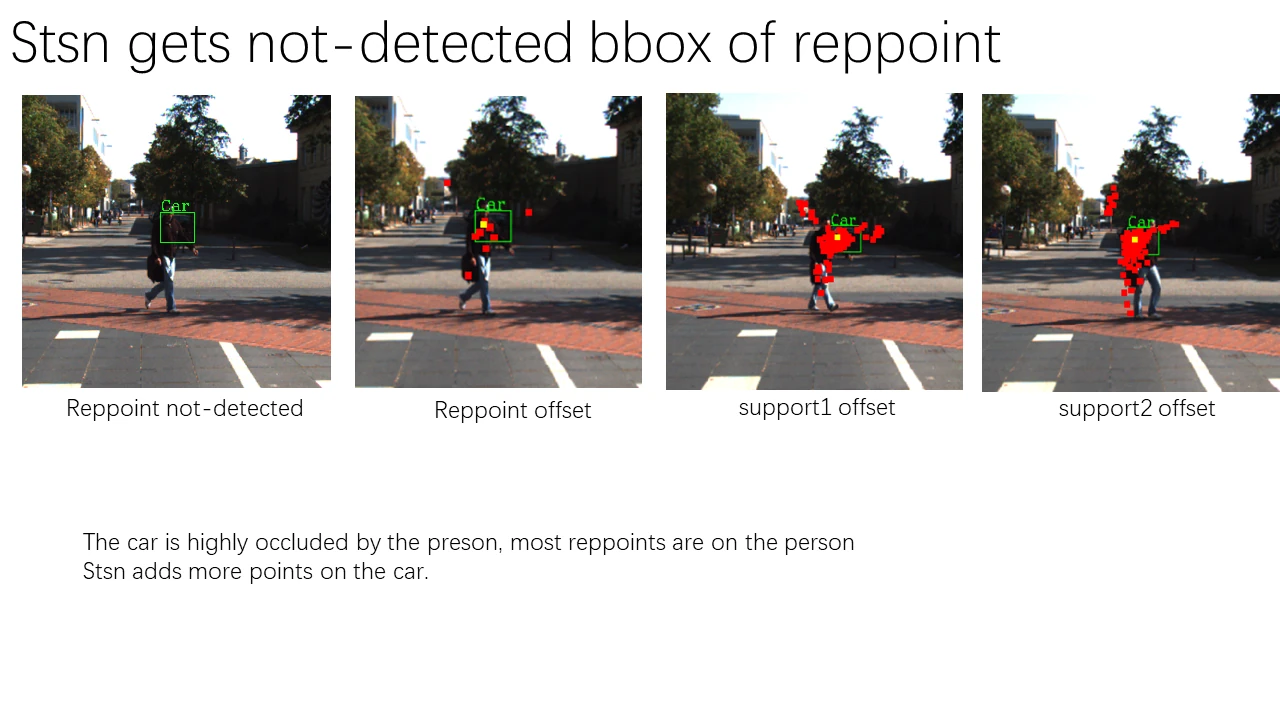 Stsn gets not-detected bbox of reppoint
Car
Car
Car
Car
Reppoint not-detected
Reppoint offset
support1 offset
support2 offset
The car is highly occluded by the preson, most reppoints are on the person
Stsn adds more points on the car.